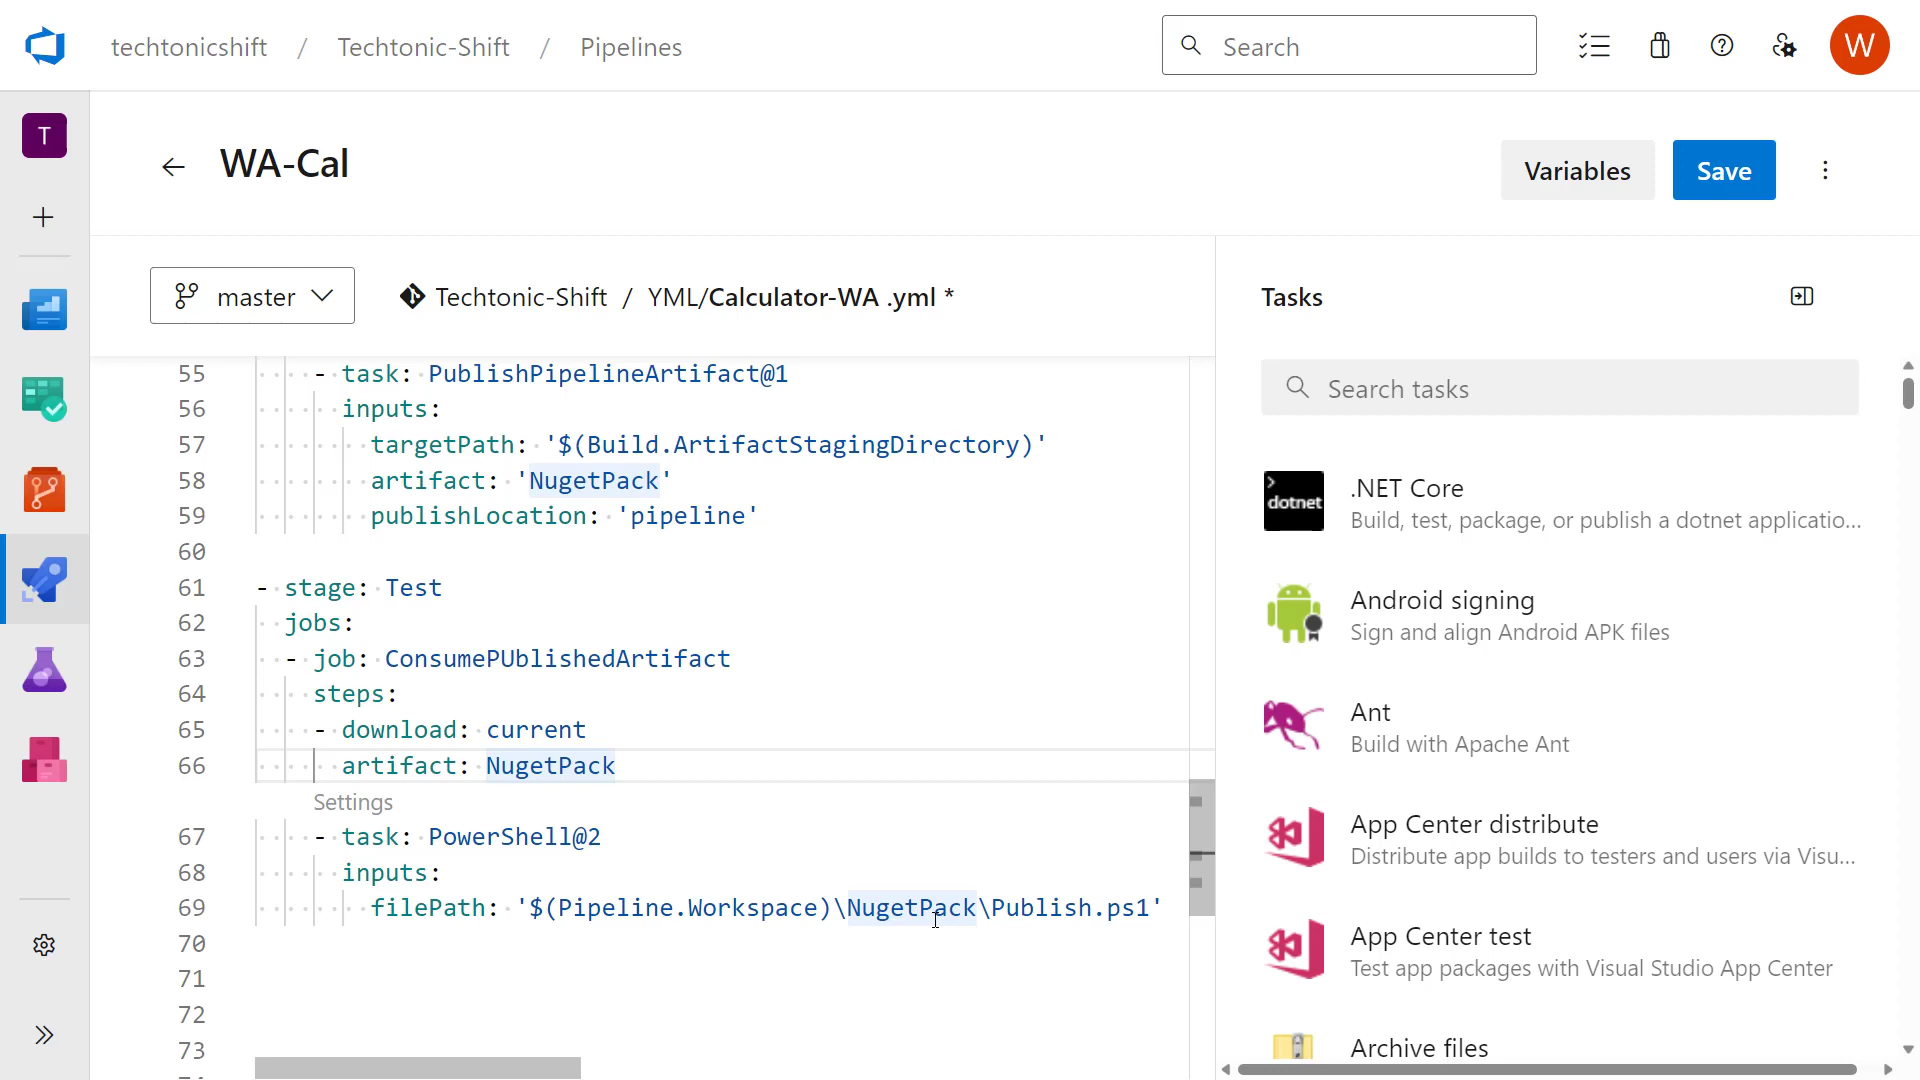 techtonicshift / Techtonic-Shift / Pipelines
Search
W
T
WA-Cal
Variables
Save
master
Techtonic-Shift / YML/Calculator-WA .yml *
Tasks
55 - task: PublishPipelineArtifact@1
56 inputs:
57 targetPath: '$(Build.ArtifactStagingDirectory)'
58 artifact: 'NugetPack'
59 publishLocation: 'pipeline'
60
61 - stage: Test
62 jobs:
63 - job: ConsumePUblishedArtifact
64 steps:
65 - download: current
66 artifact: NugetPack
Settings
67 - task: PowerShell@2
68 inputs:
69 filePath: '$(Pipeline.Workspace)\NugetPack\Publish.ps1'
70
71
72
73
Search tasks
dotnet
.NET Core
Build, test, package, or publish a dotnet applicatio...
Android signing
Sign and align Android APK files
Ant
Build with Apache Ant
App Center distribute
Distribute app builds to testers and users via Visu...
App Center test
Test app packages with Visual Studio App Center
Archive files